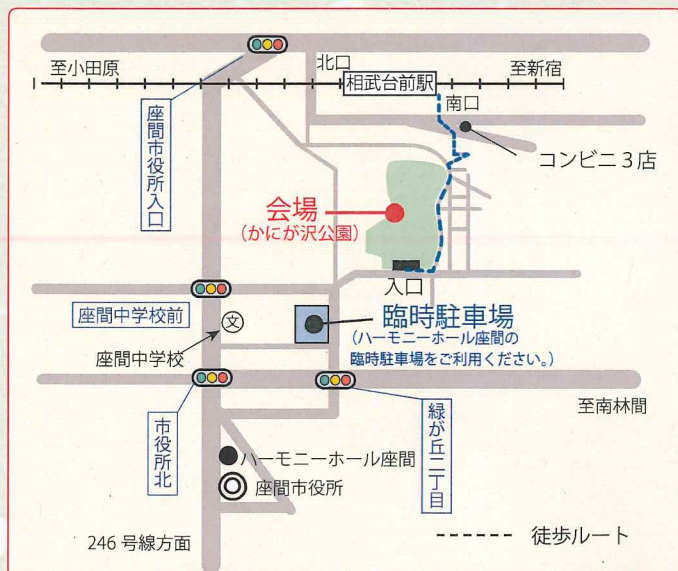 至小田原
北口
相武台前駅
至新宿
南口
コンビニ3店
座間市役所入口
会場
(かにが沢公園)
入口
座間中学校前
文
座間中学校
臨時駐車場
(ハーモニーホール座間の
臨時駐車場をご利用ください。)
至南林間
市役所北
緑が丘二丁目
ハーモニーホール座間
座間市役所
246号線方面
徒歩ルート